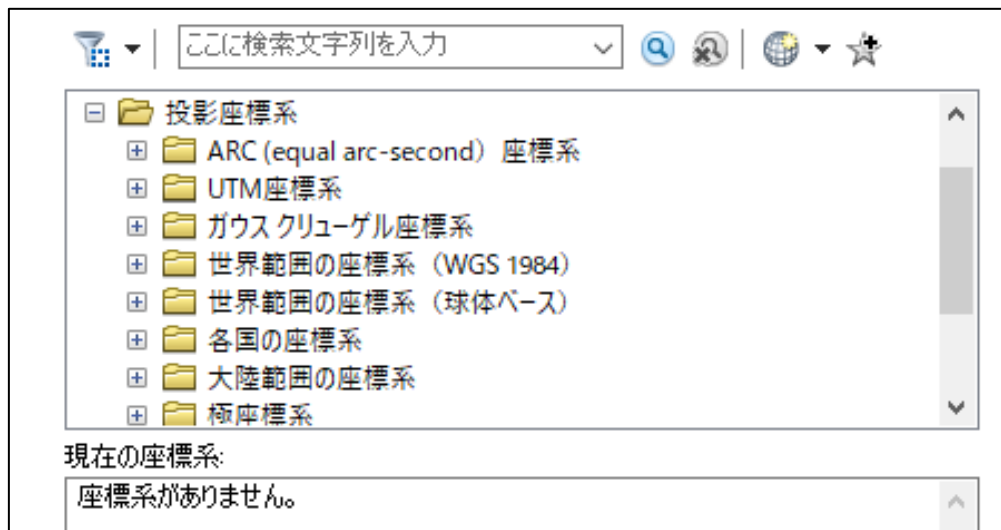 ここに検索文字列を入力
投影座標系
ARC (equal arc-second) 座標系
UTM座標系
ガウス クリューゲル座標系
世界範囲の座標系（WGS 1984）
世界範囲の座標系（球体ベース）
各国の座標系
大陸範囲の座標系
極座標系
現在の座標系:
座標系がありません。